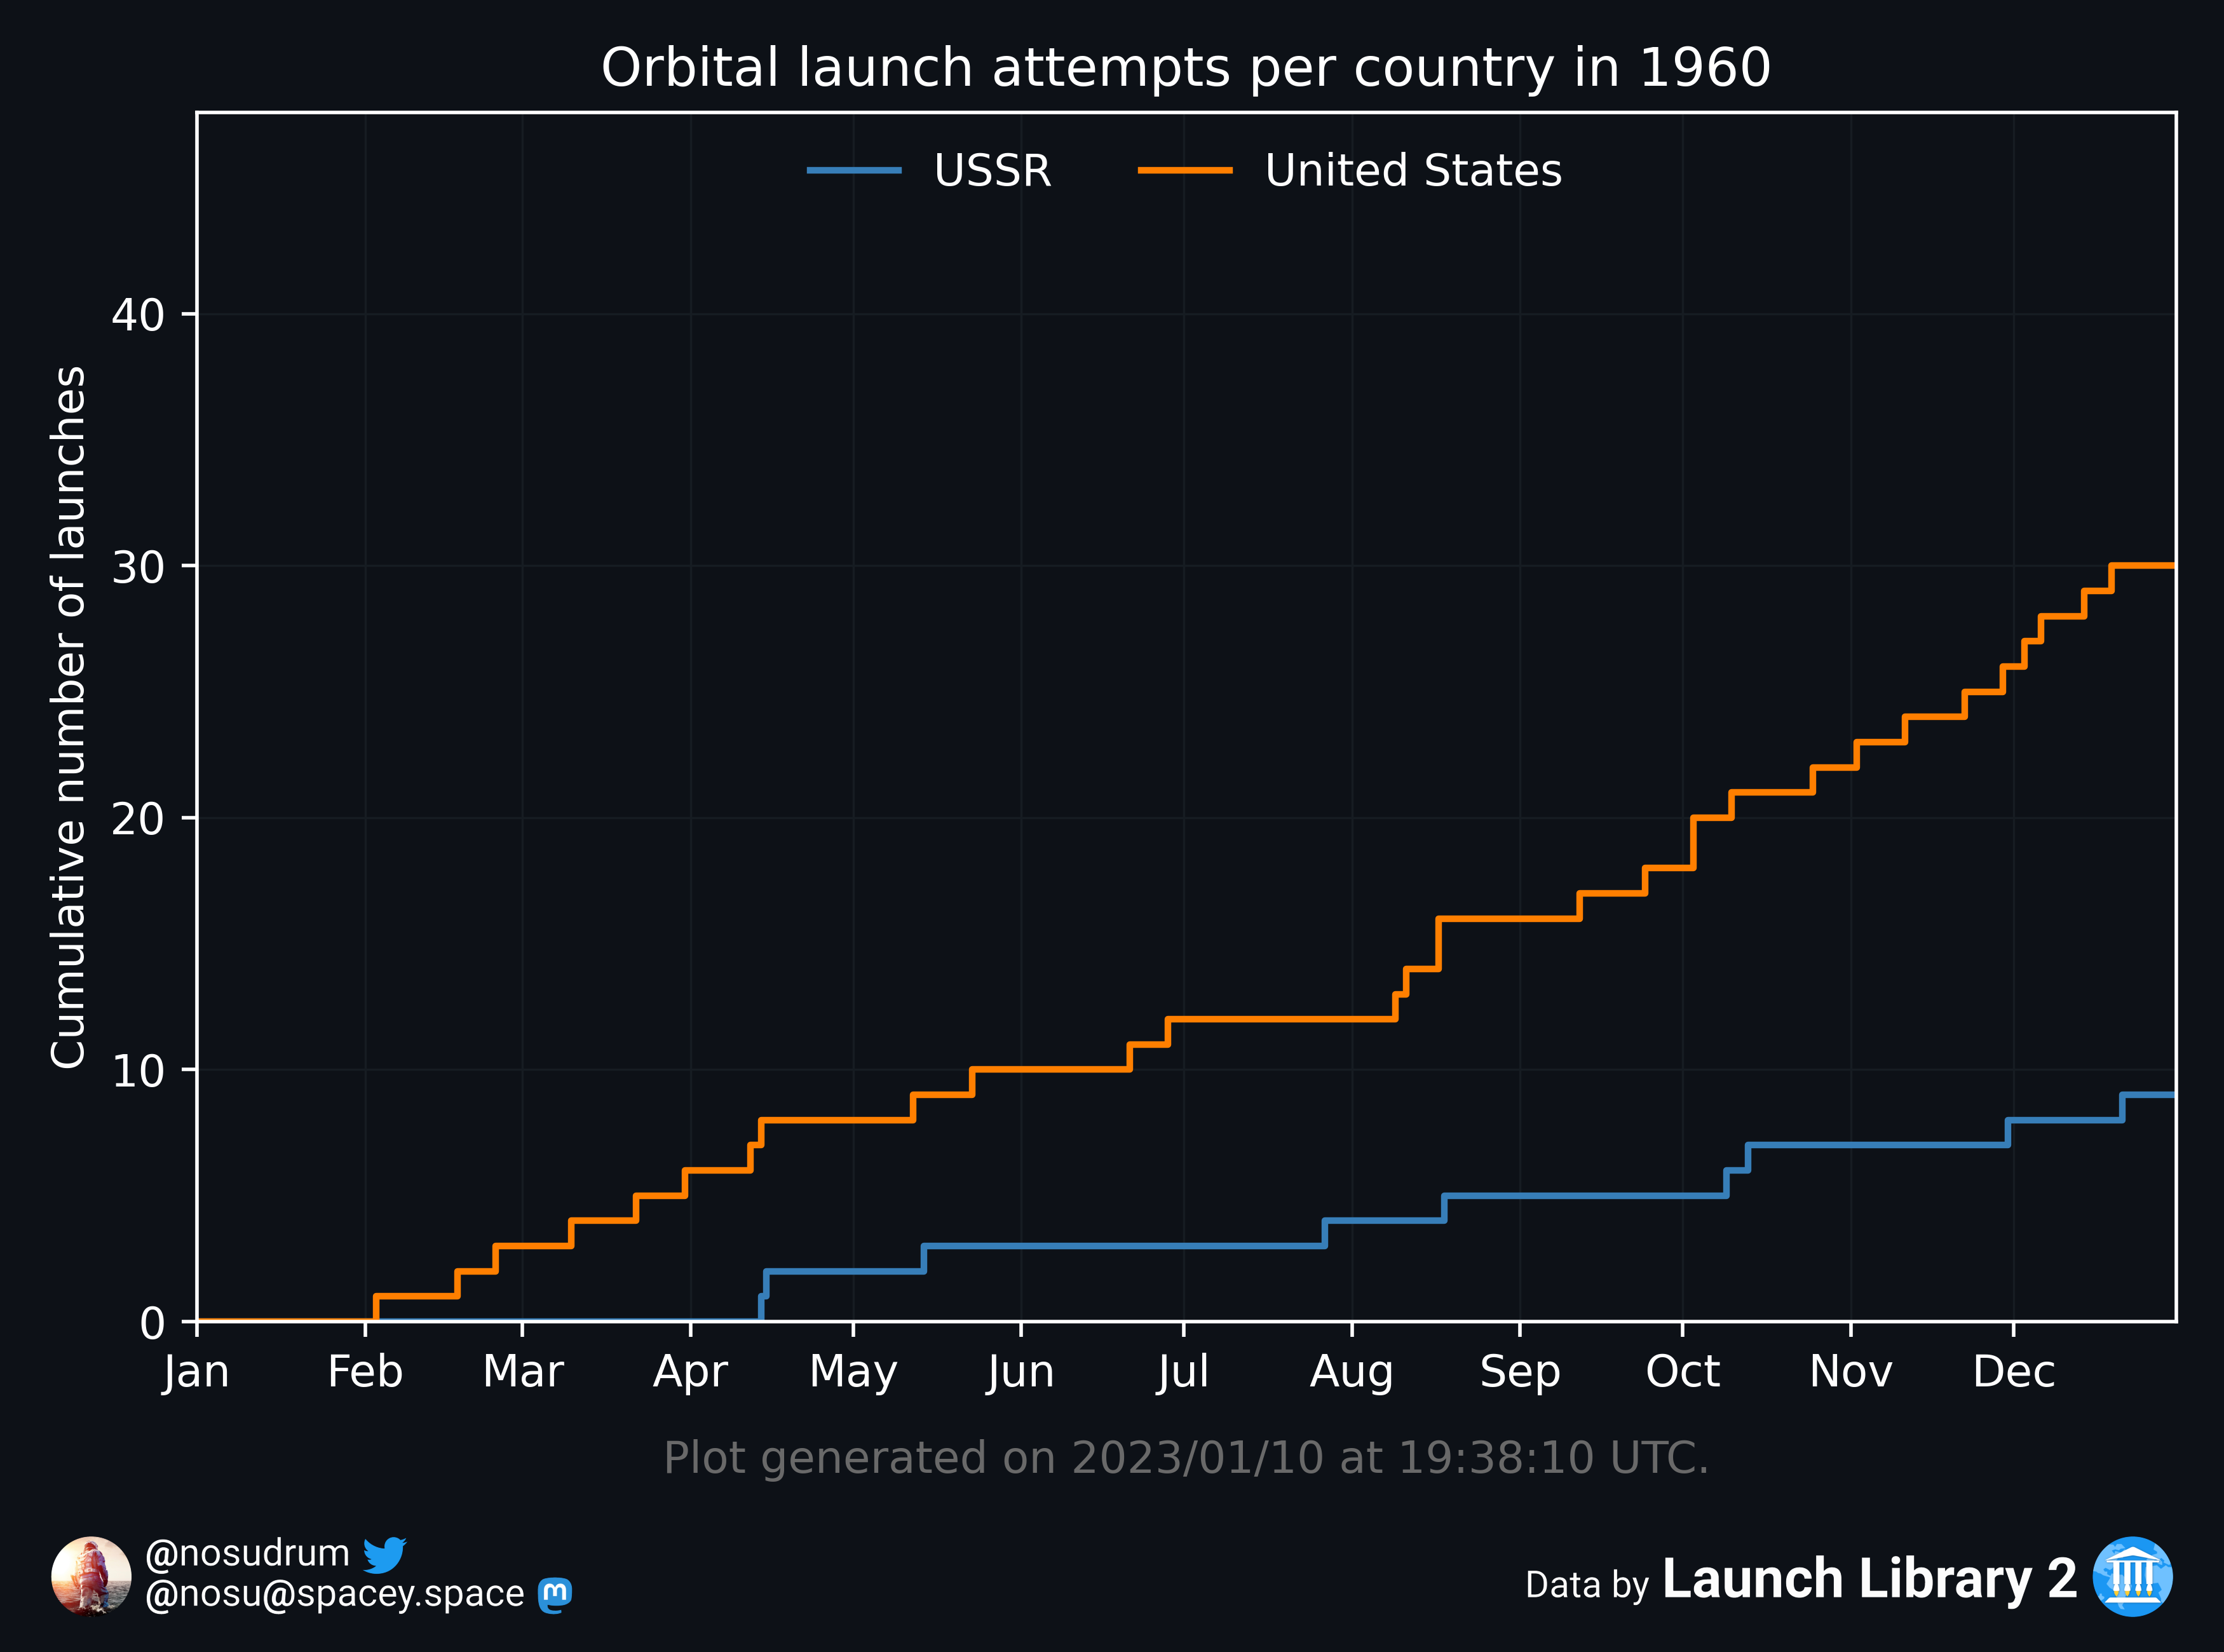 Orbital launch attempts per country in 1960
USSR
United States
Cumulative number of launches
40
30
20
10
0
Jan Feb Mar Apr May Jun Jul Aug Sep Oct Nov Dec
Plot generated on 2023/01/10 at 19:38:10 UTC.
@nosudrum
@nosu@spacey.space
Data by Launch Library 2